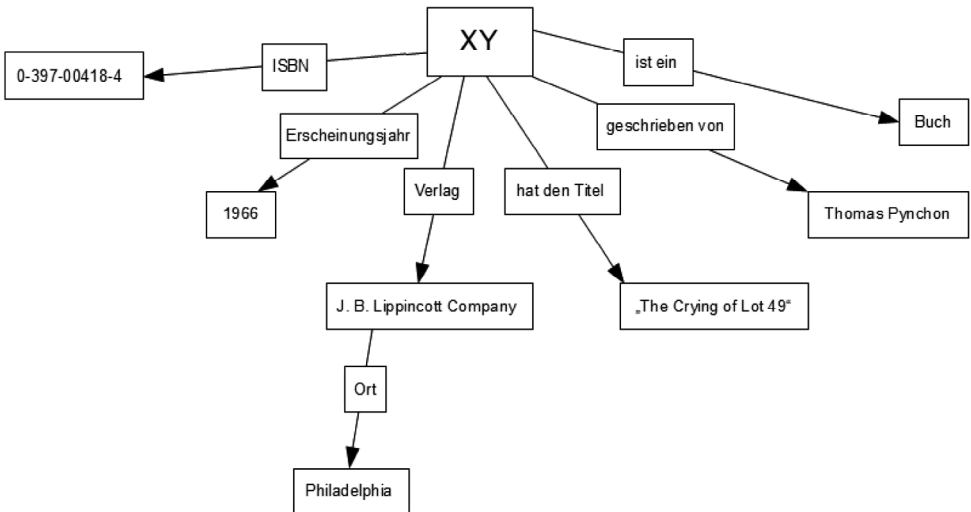 XY
ISBN
ist ein
0-397-00418-4
Buch
Erscheinungsjahr
geschrieben von
1966
Verlag
hat den Titel
Thomas Pynchon
J. B. Lippincott Company
„The Crying of Lot 49“
Ort
Philadelphia